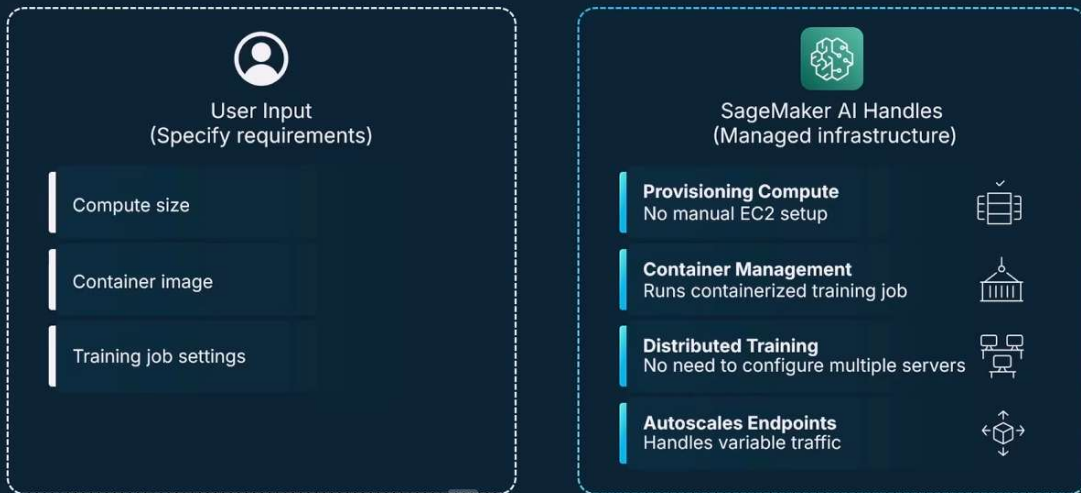 User Input
(Specify requirements)
Compute size
Container image
Training job settings
SageMaker AI Handles
(Managed infrastructure)
Provisioning Compute
No manual EC2 setup
Container Management
Runs containerized training job
Distributed Training
No need to configure multiple servers
Autoscales Endpoints
Handles variable traffic